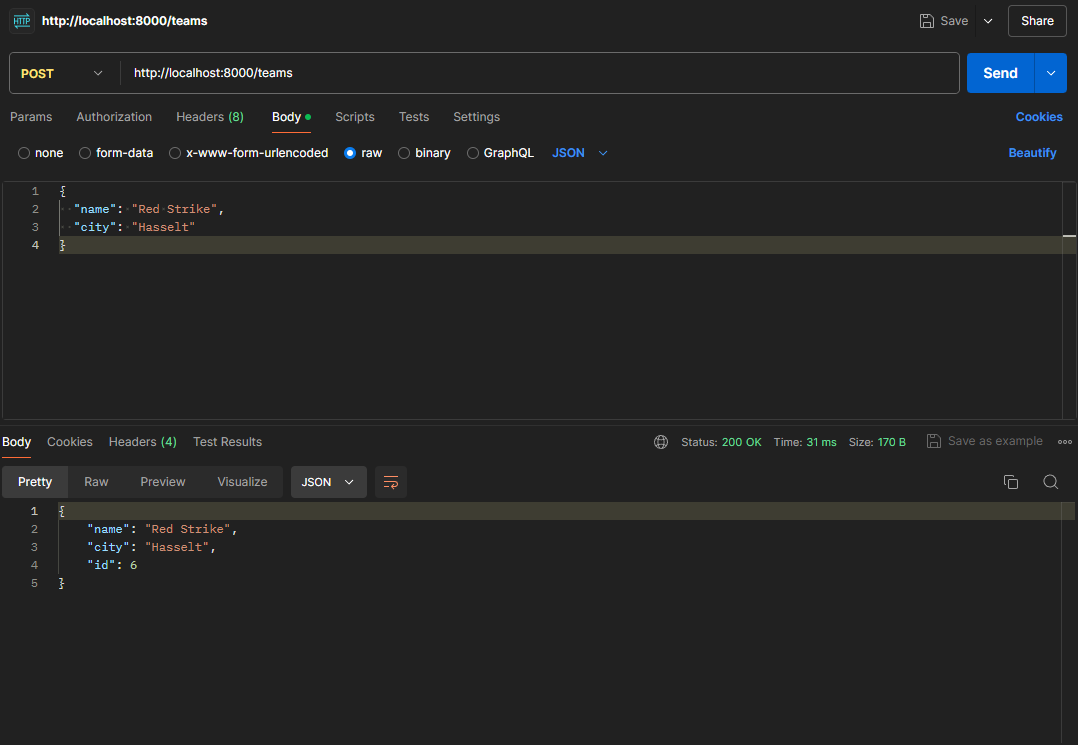 HTTP http://localhost:8000/teams Save Share
POST http://localhost:8000/teams Send
Params Authorization Headers (8) Body Scripts Tests Settings Cookies
none form-data x-www-form-urlencoded raw binary GraphQL JSON Beautify
1 {
2 "name": "Red Strike",
3 "city": "Hasselt"
4 }
Body Cookies Headers (4) Test Results Status: 200 OK Time: 31 ms Size: 170 B Save as example
Pretty Raw Preview Visualize JSON
1 {
2 "name": "Red Strike",
3 "city": "Hasselt",
4 "id": 6
5 }